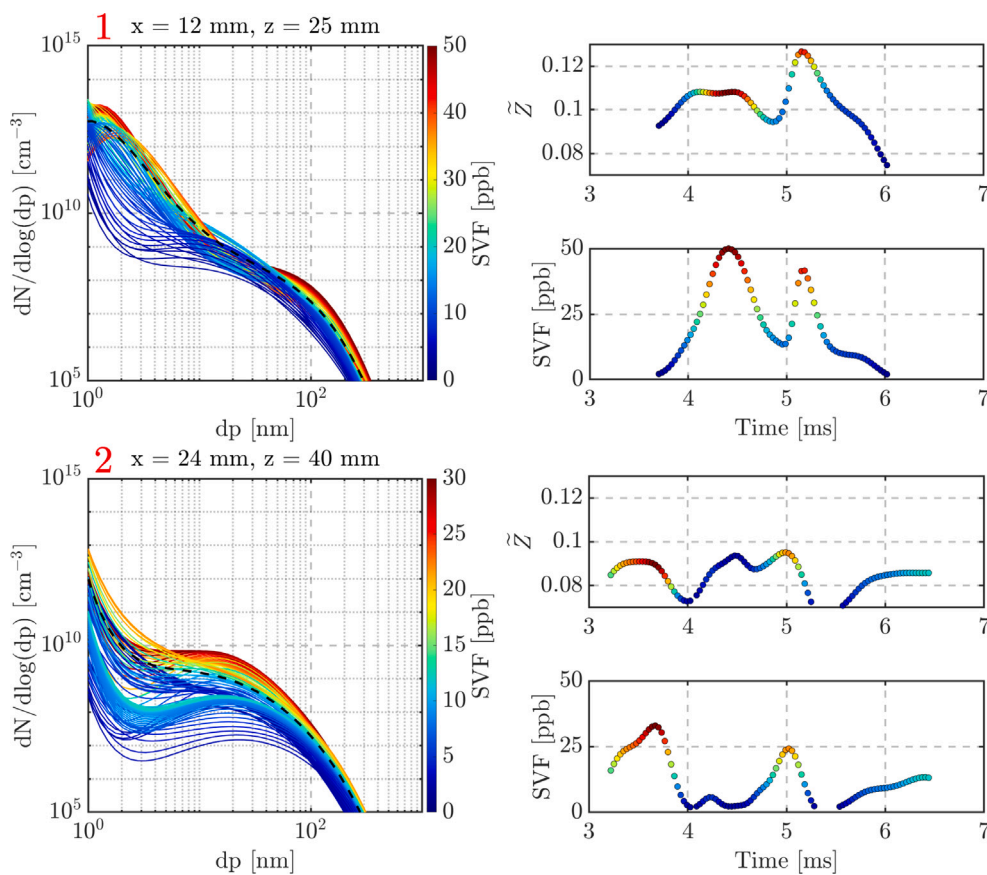 1 x = 12 mm, z = 25 mm
10^15
10^10
10^5
dN/dlog(dp) [cm^−3]
10^0
10^2
dp [nm]
50
40
30
20
10
0
SVF [ppb]
0.12
0.1
0.08
Z̃
3 4 5 6 7
50
25
0
SVF [ppb]
3 4 5 6 7
Time [ms]
2 x = 24 mm, z = 40 mm
10^15
10^10
10^5
dN/dlog(dp) [cm^−3]
10^0
10^2
dp [nm]
30
25
20
15
10
5
0
SVF [ppb]
0.12
0.1
0.08
Z̃
3 4 5 6 7
50
25
0
SVF [ppb]
3 4 5 6 7
Time [ms]